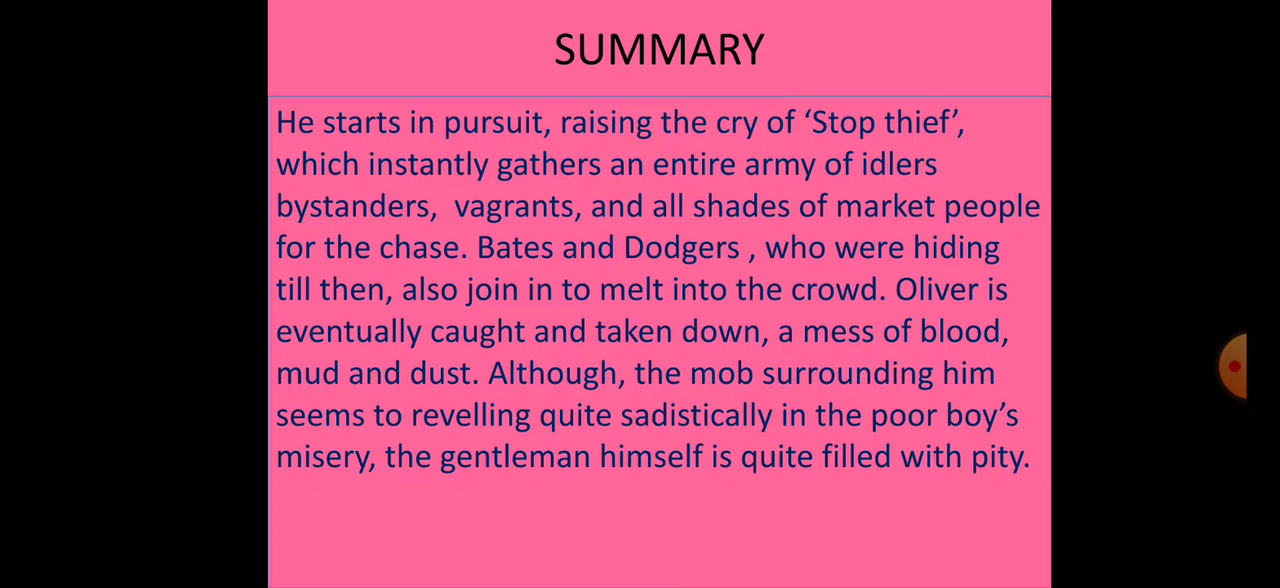 SUMMARY
He starts in pursuit, raising the cry of ‘Stop thief’,
which instantly gathers an entire army of idlers
bystanders,  vagrants, and all shades of market people
for the chase. Bates and Dodgers , who were hiding
till then, also join in to melt into the crowd. Oliver is
eventually caught and taken down, a mess of blood,
mud and dust. Although, the mob surrounding him
seems to revelling quite sadistically in the poor boy’s
misery, the gentleman himself is quite filled with pity.